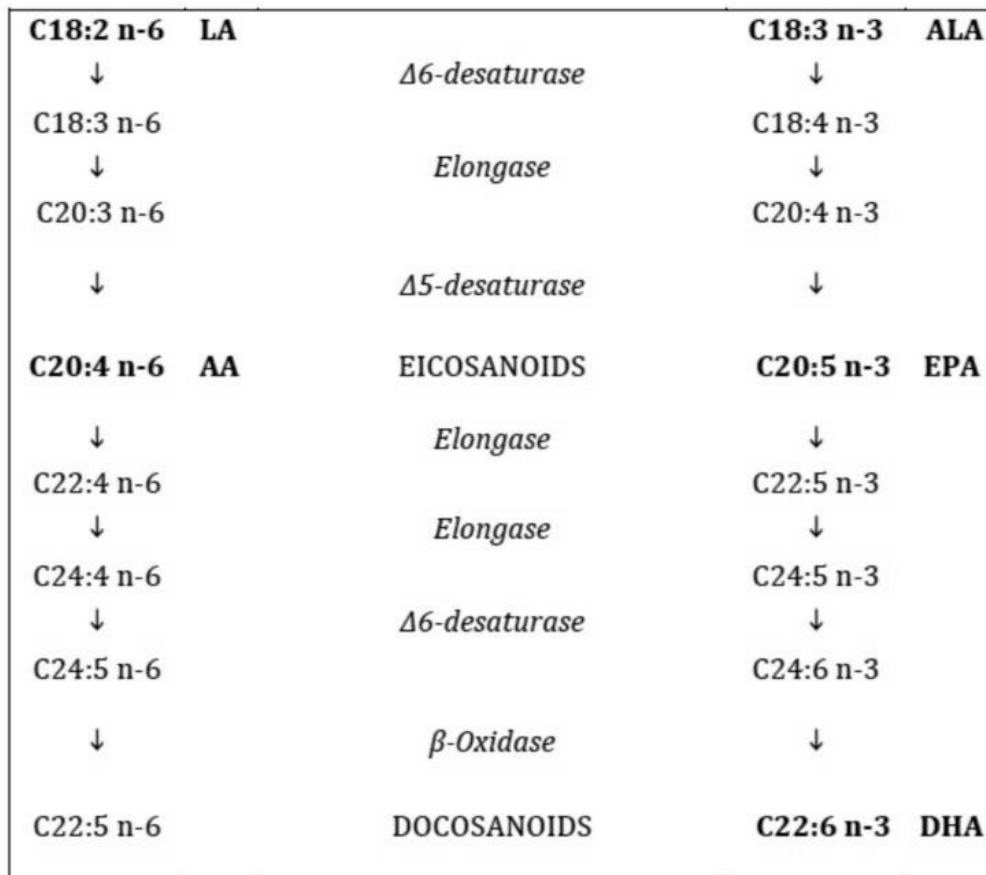 C18:2 n-6 LA C18:3 n-3 ALA
↓ Δ6-desaturase ↓
C18:3 n-6 C18:4 n-3
↓ Elongase ↓
C20:3 n-6 C20:4 n-3
↓ Δ5-desaturase ↓
C20:4 n-6 AA EICOSANOIDS C20:5 n-3 EPA
↓ Elongase ↓
C22:4 n-6 C22:5 n-3
↓ Elongase ↓
C24:4 n-6 C24:5 n-3
↓ Δ6-desaturase ↓
C24:5 n-6 C24:6 n-3
↓ β-Oxidase ↓
C22:5 n-6 DOCOSANOIDS C22:6 n-3 DHA